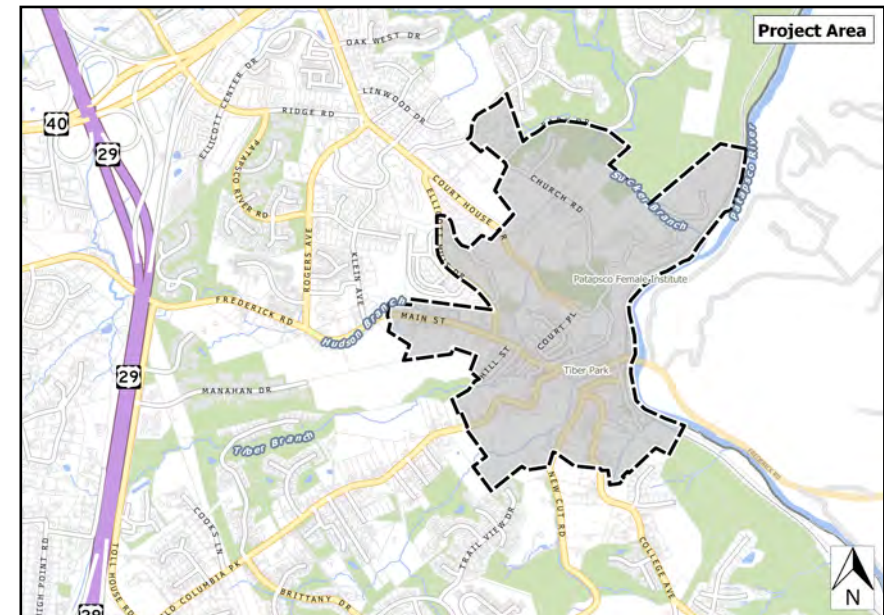 Project Area
OAK WEST DR
ELLICOTT CENTER DR
LINWOOD DR
40
29
RIDGE RD
PATAPSCO RIVER RD
COURT HOUSE DR
CHURCH RD
Sucker Branch
Patapsco River
ROGERS AVE
KLEIN AVE
Patapsco Female Institute
FREDERICK RD
Hudson Branch
MAIN ST
COURT PL
HILL ST
Tiber Park
29
MANAHAN DR
Tiber Branch
FREDERICK RD
NEW CUT RD
COLLEGE AVE
TRAIL VIEW DR
COOKS LN
HIGH POINT RD
TOLL HOUSE RD
OLD COLUMBIA PK
BRITTANY DR
29
N